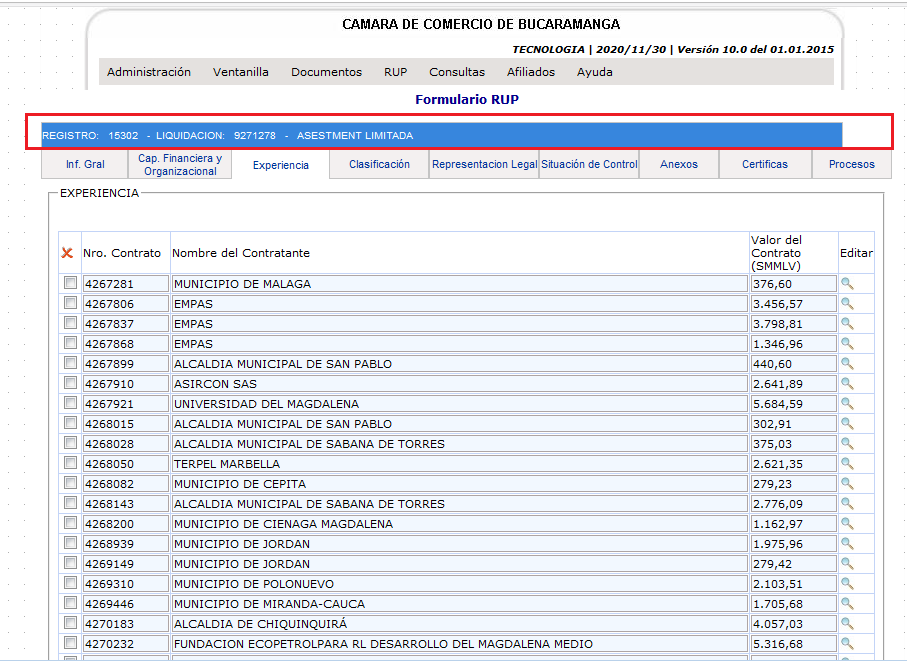 CAMARA DE COMERCIO DE BUCARAMANGA
TECNOLOGIA | 2020/11/30 | Versión 10.0 del 01.01.2015
Administración Ventanilla Documentos RUP Consultas Afiliados Ayuda
Formulario RUP
REGISTRO: 15302 - LIQUIDACION: 9271278 - ASESTMENT LIMITADA
Inf. Gral Cap. Financiera y Organizacional Experiencia Clasificación Representacion Legal Situación de Control Anexos Certificas Procesos
EXPERIENCIA
Nro. Contrato Nombre del Contratante Valor del Contrato (SMMLV) Editar
4267281 MUNICIPIO DE MALAGA 376,60
4267806 EMPAS 3.456,57
4267837 EMPAS 3.798,81
4267868 EMPAS 1.346,96
4267899 ALCALDIA MUNICIPAL DE SAN PABLO 440,60
4267910 ASIRCON SAS 2.641,89
4267921 UNIVERSIDAD DEL MAGDALENA 5.684,59
4268015 ALCALDIA MUNICIPAL DE SAN PABLO 302,91
4268028 ALCALDIA MUNICIPAL DE SABANA DE TORRES 375,03
4268050 TERPEL MARBELLA 2.621,35
4268082 MUNICIPIO DE CEPITA 279,23
4268143 ALCALDIA MUNICIPAL DE SABANA DE TORRES 2.776,09
4268200 MUNICIPIO DE CIENAGA MAGDALENA 1.162,97
4268939 MUNICIPIO DE JORDAN 1.975,96
4269149 MUNICIPIO DE JORDAN 279,42
4269310 MUNICIPIO DE POLONUEVO 2.103,51
4269446 MUNICIPIO DE MIRANDA-CAUCA 1.705,68
4270183 ALCALDIA DE CHIQUINQUIRÁ 4.057,03
4270232 FUNDACION ECOPETROLPARA RL DESARROLLO DEL MAGDALENA MEDIO 5.316,68